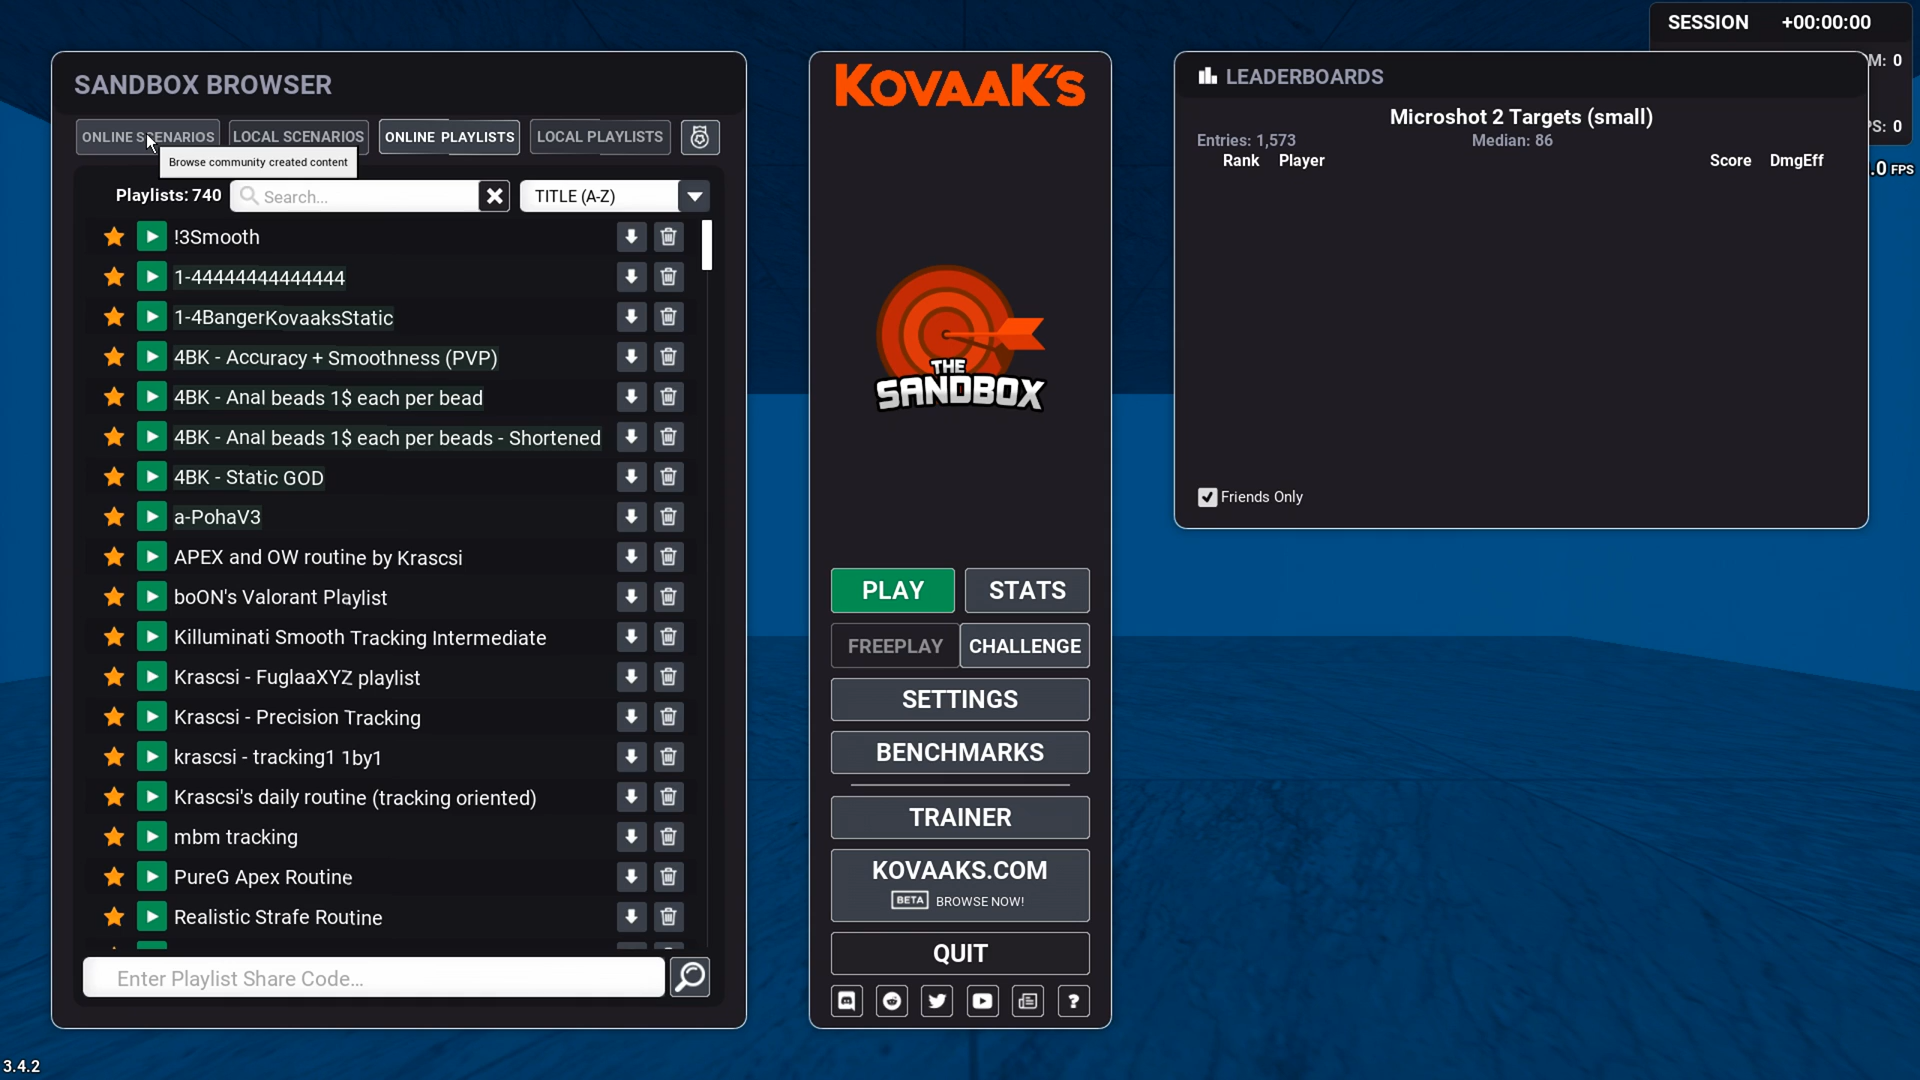 SESSION +00:00:00
M: 0
PS: 0
.0 FPS
SANDBOX BROWSER
ONLINE SCENARIOS LOCAL SCENARIOS ONLINE PLAYLISTS LOCAL PLAYLISTS
Browse community created content
Playlists: 740 Search... TITLE (A-Z)
!3Smooth
1-44444444444444
1-4BangerKovaaksStatic
4BK - Accuracy + Smoothness (PVP)
4BK - Anal beads 1$ each per bead
4BK - Anal beads 1$ each per beads - Shortened
4BK - Static GOD
a-PohaV3
APEX and OW routine by Krascsi
boON's Valorant Playlist
Killuminati Smooth Tracking Intermediate
Krascsi - FuglaaXYZ playlist
Krascsi - Precision Tracking
krascsi - tracking1 1by1
Krascsi's daily routine (tracking oriented)
mbm tracking
PureG Apex Routine
Realistic Strafe Routine
Enter Playlist Share Code...
KOVAAK'S
THE
SANDBOX
PLAY STATS
FREEPLAY CHALLENGE
SETTINGS
BENCHMARKS
TRAINER
KOVAAKS.COM
BETA BROWSE NOW!
QUIT
?
LEADERBOARDS
Microshot 2 Targets (small)
Entries: 1,573 Median: 86
Rank Player Score DmgEff
Friends Only
3.4.2